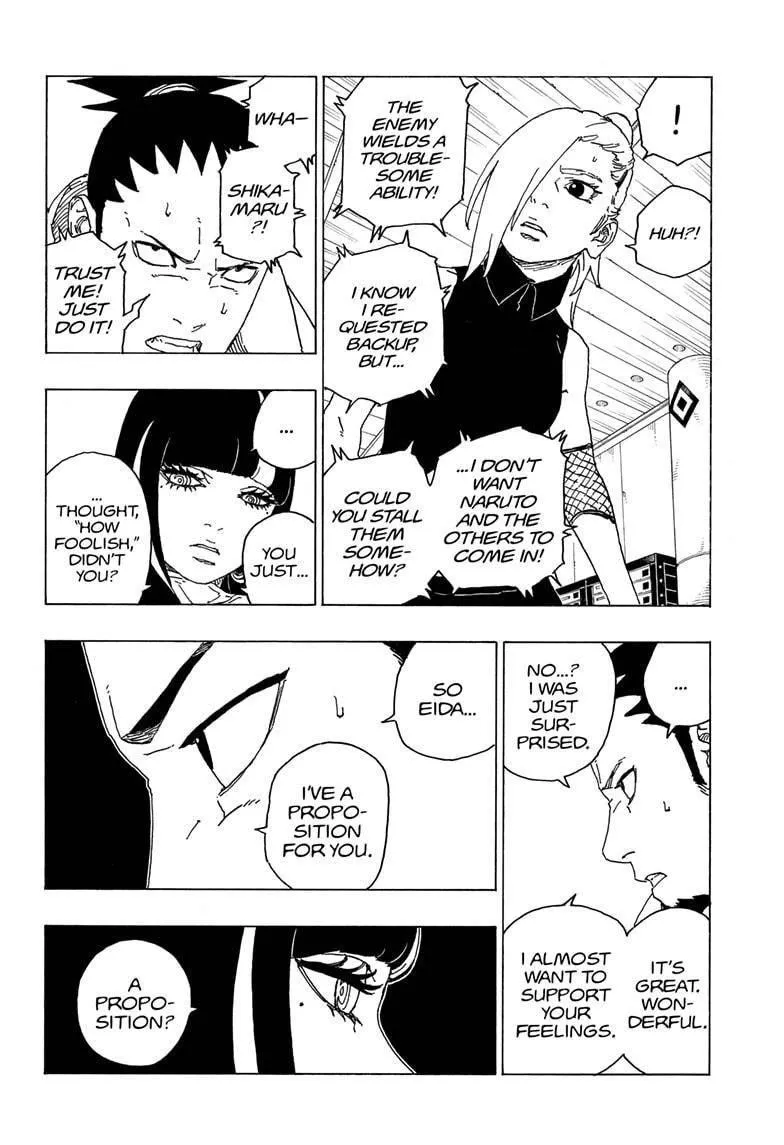 !
HUH?!
THE
ENEMY
WIELDS A
TROUBLE-
SOME
ABILITY!
I KNOW
I RE-
QUESTED
BACKUP,
BUT...
...I DON'T
WANT
NARUTO
AND THE
OTHERS TO
COME IN!
COULD
YOU STALL
THEM
SOME-
HOW?
WHA–
SHIKA-
MARU
?!
TRUST
ME!
JUST
DO IT!
...
YOU
JUST...
...
THOUGHT,
"HOW
FOOLISH,"
DIDN'T
YOU?
...
NO...?
I WAS
JUST
SUR-
PRISED.
IT'S
GREAT.
WON-
DERFUL.
I ALMOST
WANT TO
SUPPORT
YOUR
FEELINGS.
SO
EIDA...
I'VE A
PROPO-
SITION
FOR YOU.
A
PROPO-
SITION?